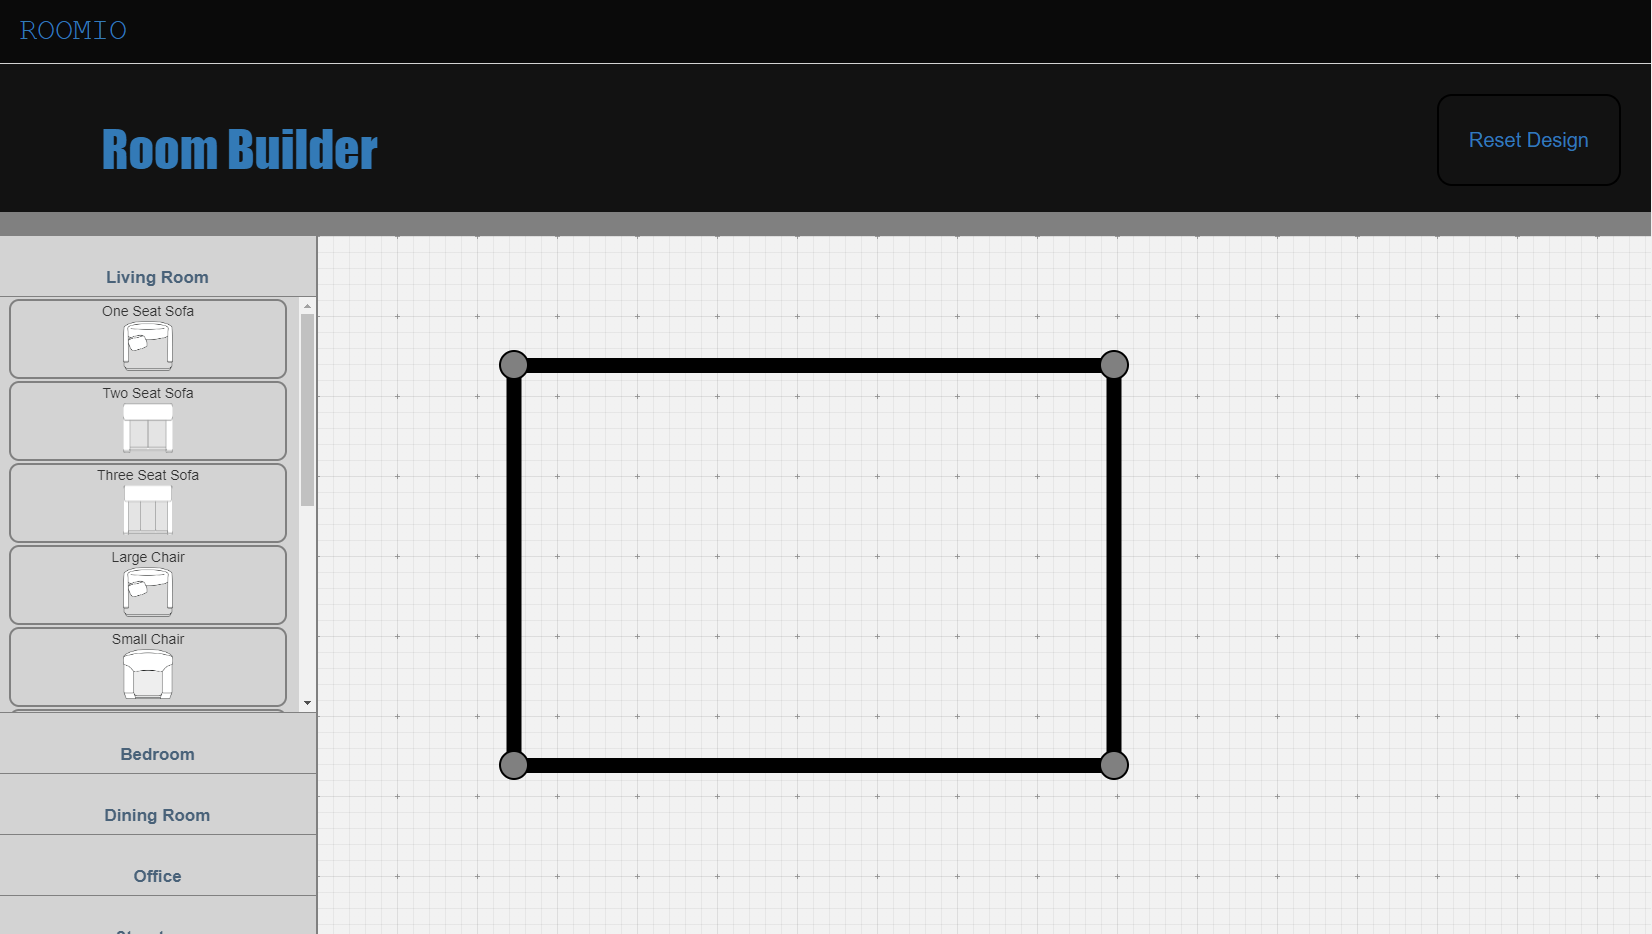 ROOMIO
Room Builder
Reset Design
Living Room
One Seat Sofa
Two Seat Sofa
Three Seat Sofa
Large Chair
Small Chair
Bedroom
Dining Room
Office